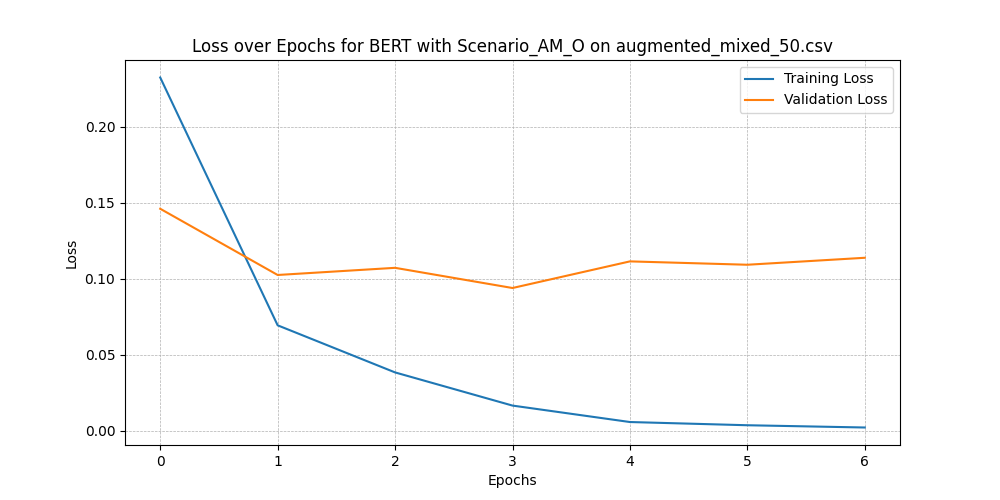 Loss over Epochs for BERT with Scenario_AM_O on augmented_mixed_50.csv
Training Loss
Validation Loss
Loss
0.20
0.15
0.10
0.05
0.00
0 1 2 3 4 5 6
Epochs